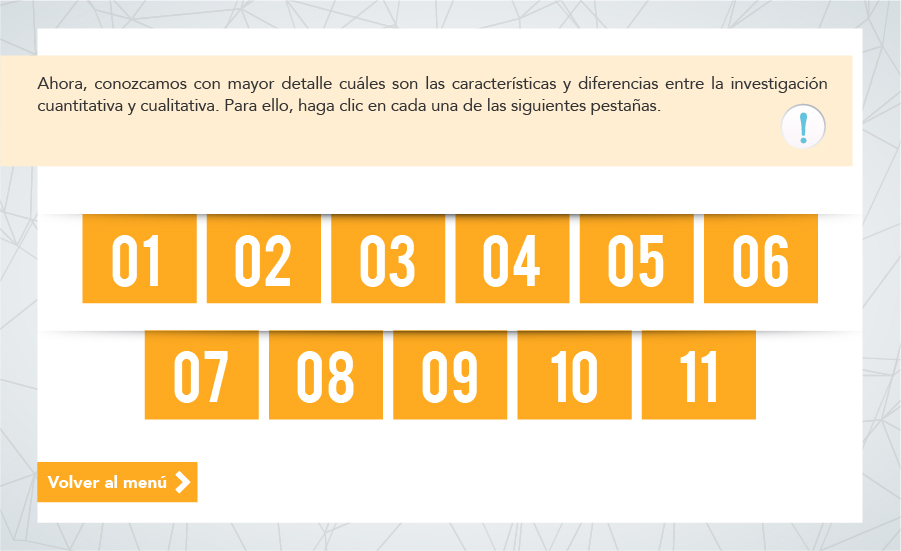 Ahora, conozcamos con mayor detalle cuáles son las características y diferencias entre la investigación
cuantitativa y cualitativa. Para ello, haga clic en cada una de las siguientes pestañas.
!
01 02 03 04 05 06
07 08 09 10 11
Volver al menú